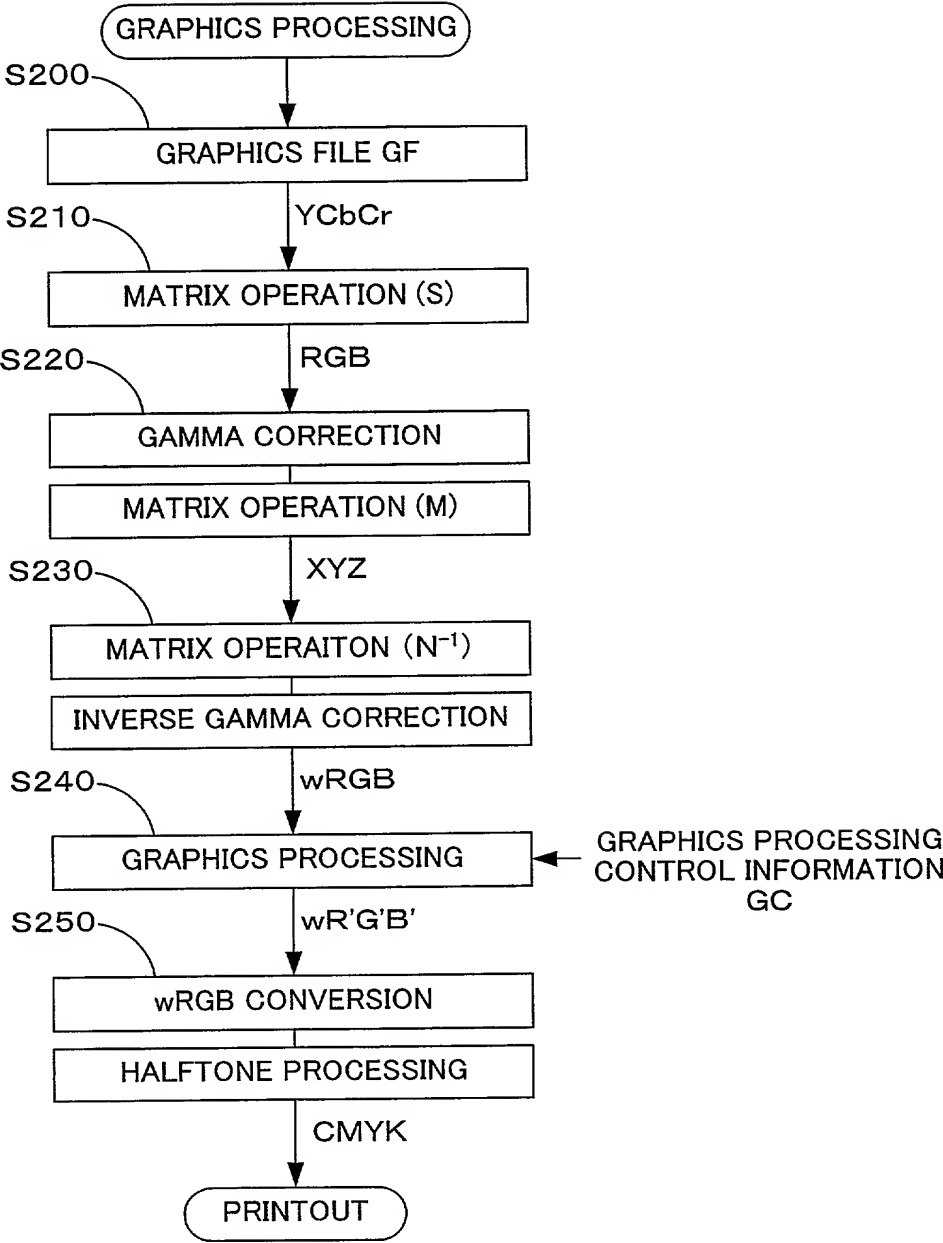 GRAPHICS PROCESSING
S200
GRAPHICS FILE GF
YCbCr
S210
MATRIX OPERATION (S)
RGB
S220
GAMMA CORRECTION
MATRIX OPERATION (M)
XYZ
S230
MATRIX OPERAITON (N⁻¹)
INVERSE GAMMA CORRECTION
wRGB
S240
GRAPHICS PROCESSING
GRAPHICS PROCESSING
CONTROL INFORMATION
GC
wR'G'B'
S250
wRGB CONVERSION
HALFTONE PROCESSING
CMYK
PRINTOUT